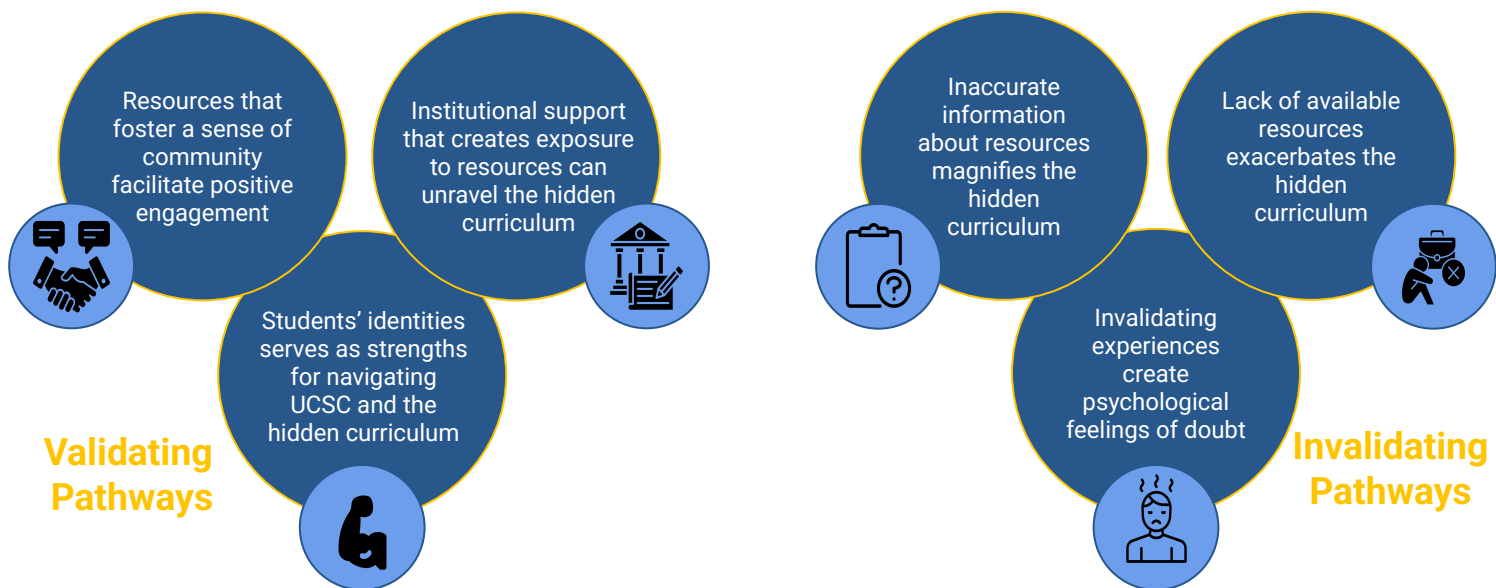 Resources that
foster a sense of
community
facilitate positive
engagement
Institutional support
that creates exposure
to resources can
unravel the hidden
curriculum
Students’ identities
serves as strengths
for navigating
UCSC and the
hidden curriculum
Validating
Pathways
Inaccurate
information
about resources
magnifies the
hidden
curriculum
Lack of available
resources
exacerbates the
hidden
curriculum
?
X
Invalidating
experiences
create
psychological
feelings of doubt
Invalidating
Pathways